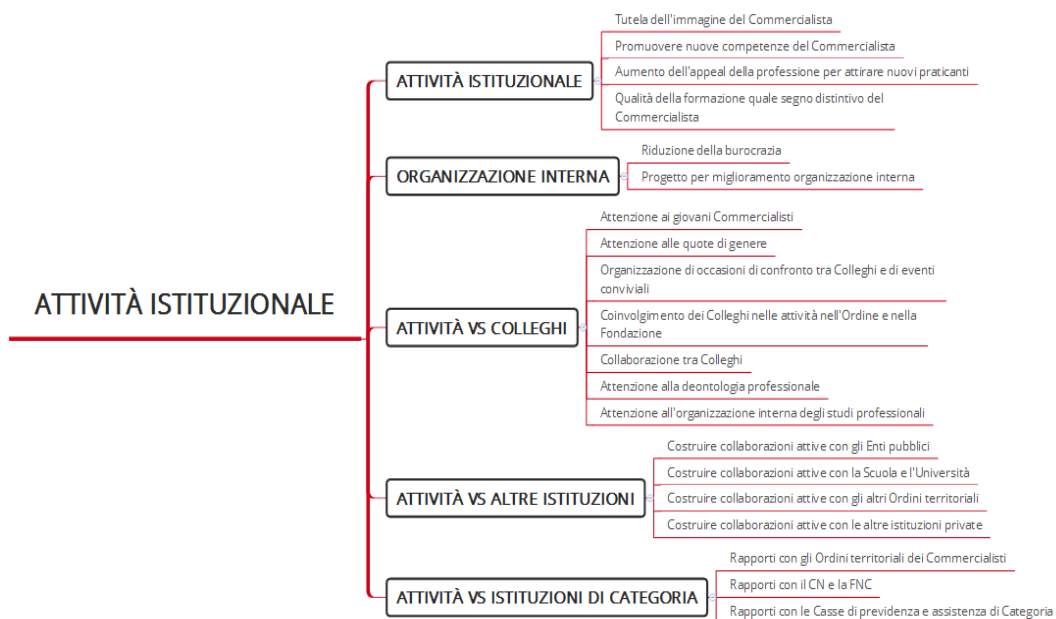 ATTIVITÀ ISTITUZIONALE
ATTIVITÀ ISTITUZIONALE
Tutela dell'immagine del Commercialista
Promuovere nuove competenze del Commercialista
Aumento dell'appeal della professione per attirare nuovi praticanti
Qualità della formazione quale segno distintivo del
Commercialista
ORGANIZZAZIONE INTERNA
Riduzione della burocrazia
Progetto per miglioramento organizzazione interna
ATTIVITÀ VS COLLEGHI
Attenzione ai giovani Commercialisti
Attenzione alle quote di genere
Organizzazione di occasioni di confronto tra Colleghi e di eventi
conviviali
Coinvolgimento dei Colleghi nelle attività nell'Ordine e nella
Fondazione
Collaborazione tra Colleghi
Attenzione alla deontologia professionale
Attenzione all'organizzazione interna degli studi professionali
ATTIVITÀ VS ALTRE ISTITUZIONI
Costruire collaborazioni attive con gli Enti pubblici
Costruire collaborazioni attive con la Scuola e l'Università
Costruire collaborazioni attive con gli altri Ordini territoriali
Costruire collaborazioni attive con le altre istituzioni private
ATTIVITÀ VS ISTITUZIONI DI CATEGORIA
Rapporti con gli Ordini territoriali dei Commercialisti
Rapporti con il CN e la FNC
Rapporti con le Casse di previdenza e assistenza di Categoria